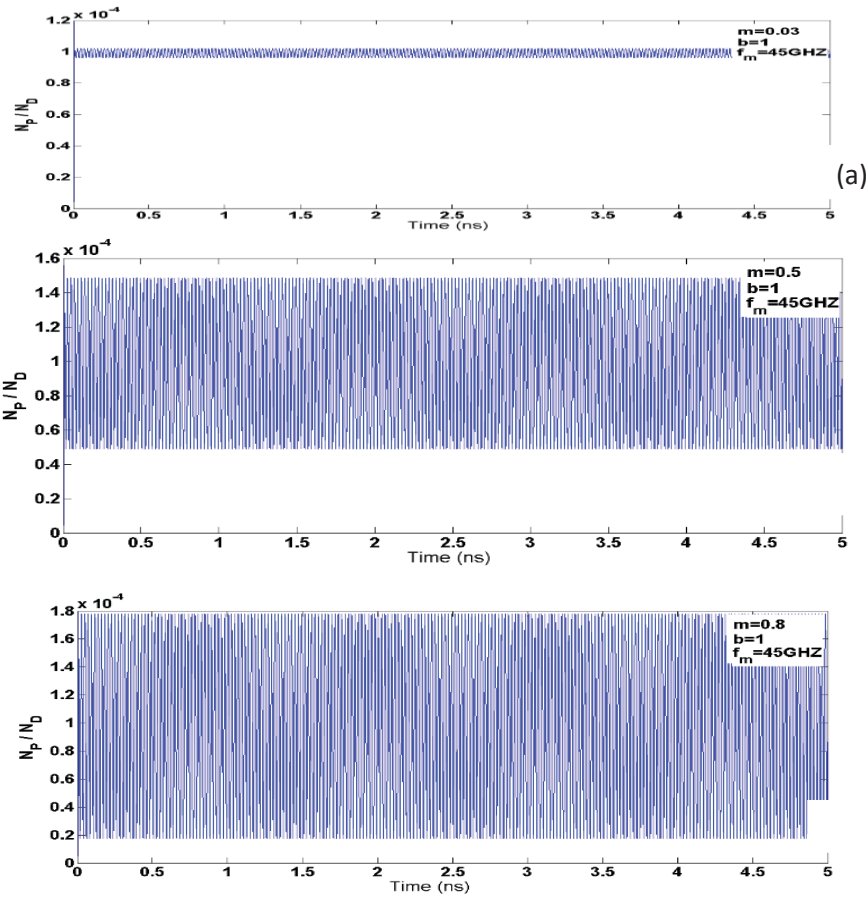 1.2 x 10⁻⁴
m=0.03
b=1
f_m=45GHZ
1
0.8
0.6
0.4
0.2
0
N_P/N_D
0 0.5 1 1.5 2 2.5 3 3.5 4 4.5 5
Time (ns)
(a)
1.6 x 10⁻⁴
m=0.5
b=1
f_m=45GHZ
1.4
1.2
1
0.8
0.6
0.4
0.2
0
N_P/N_D
0 0.5 1 1.5 2 2.5 3 3.5 4 4.5 5
Time (ns)
1.8 x 10⁻⁴
m=0.8
b=1
f_m=45GHZ
1.6
1.4
1.2
1
0.8
0.6
0.4
0.2
0
N_P/N_D
0 0.5 1 1.5 2 2.5 3 3.5 4 4.5 5
Time (ns)